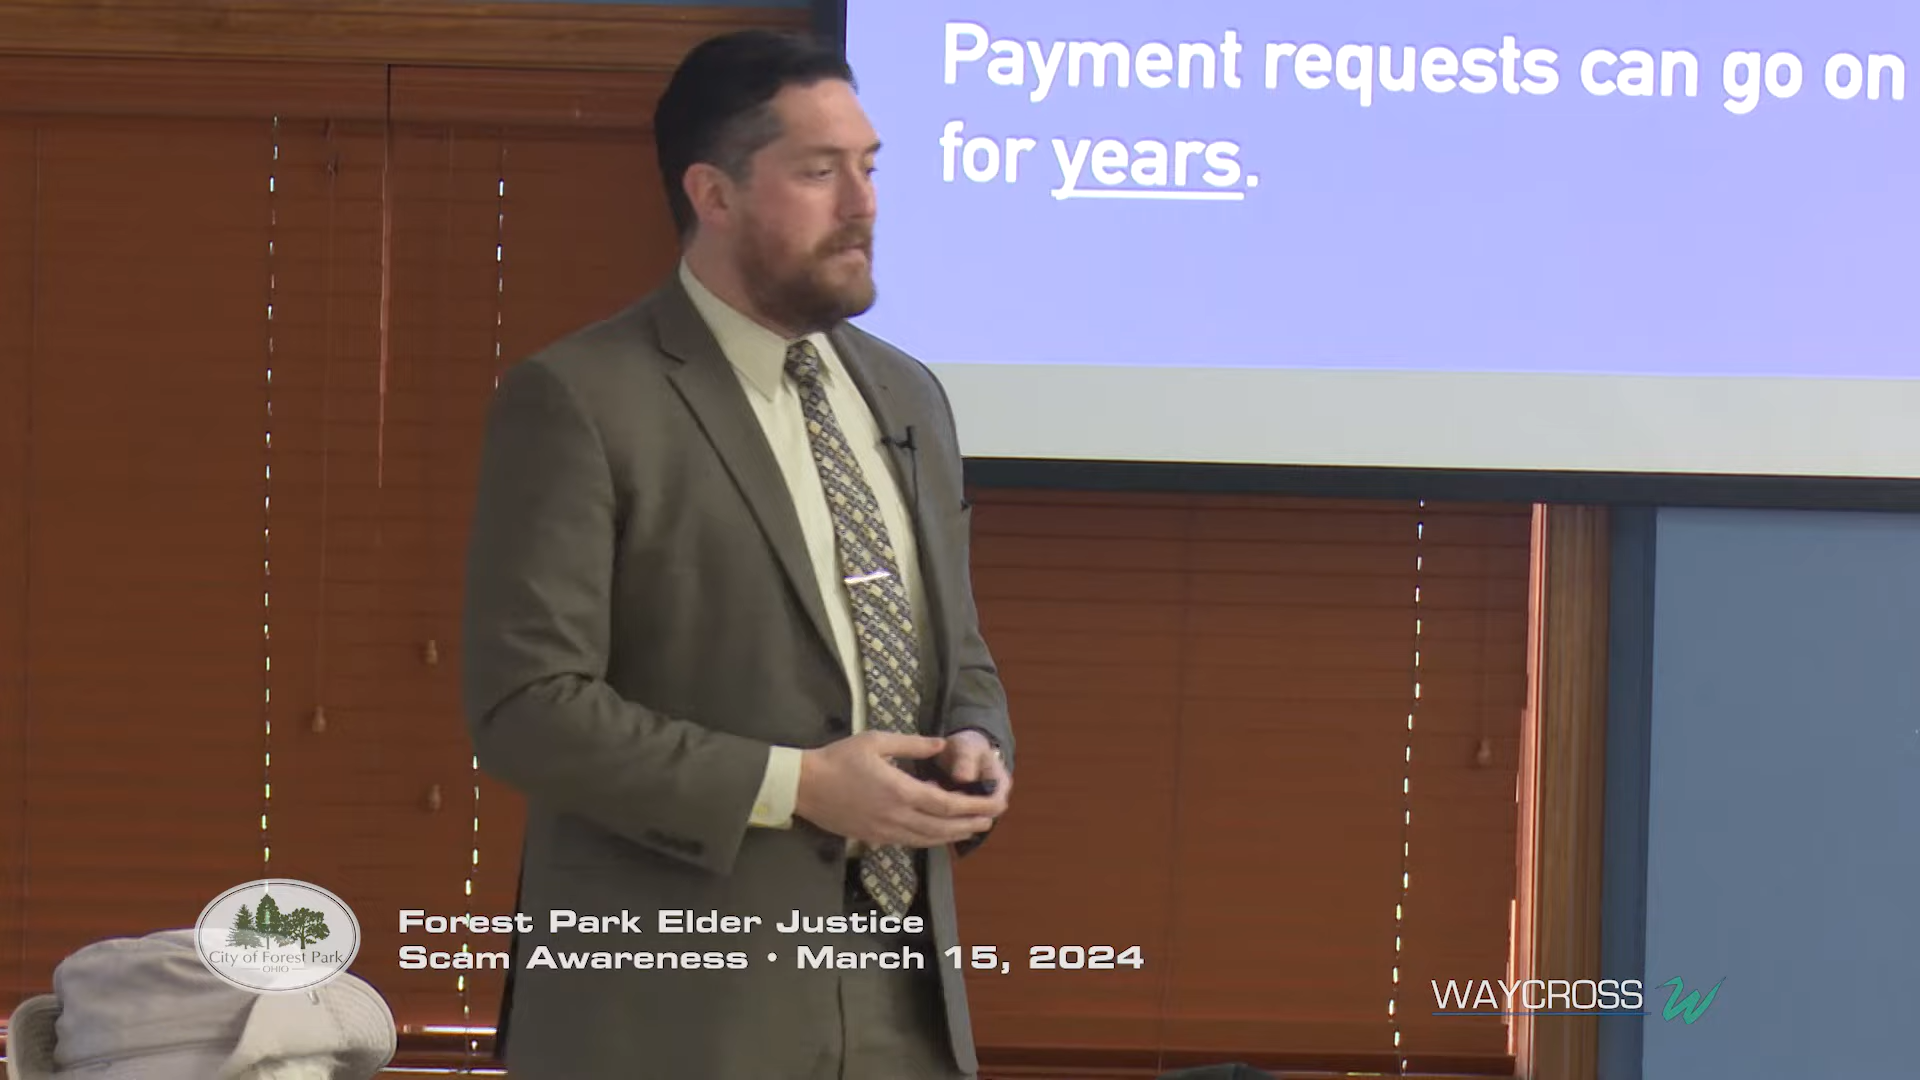 Payment requests can go on
for years.
City of Forest Park
OHIO
Forest Park Elder Justice
Scam Awareness • March 15, 2024
WAYCROSS